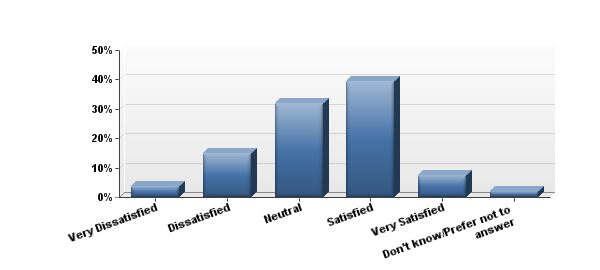 50%
40%
30%
20%
10%
0%
Very Dissatisfied
Dissatisfied
Neutral
Satisfied
Very Satisfied
Don't know/Prefer not to
answer